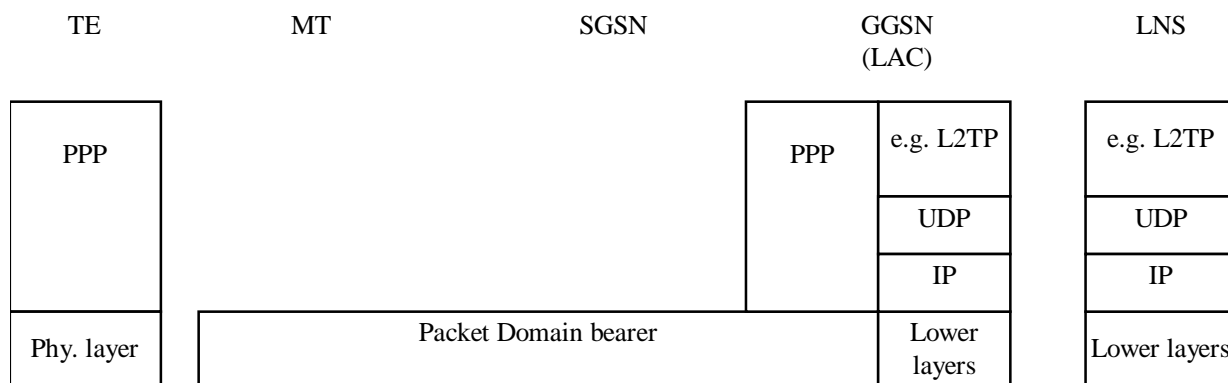 TE MT SGSN GGSN LNS
(LAC)
PPP PPP e.g. L2TP e.g. L2TP
UDP UDP
IP IP
Phy. layer Packet Domain bearer Lower Lower layers
layers